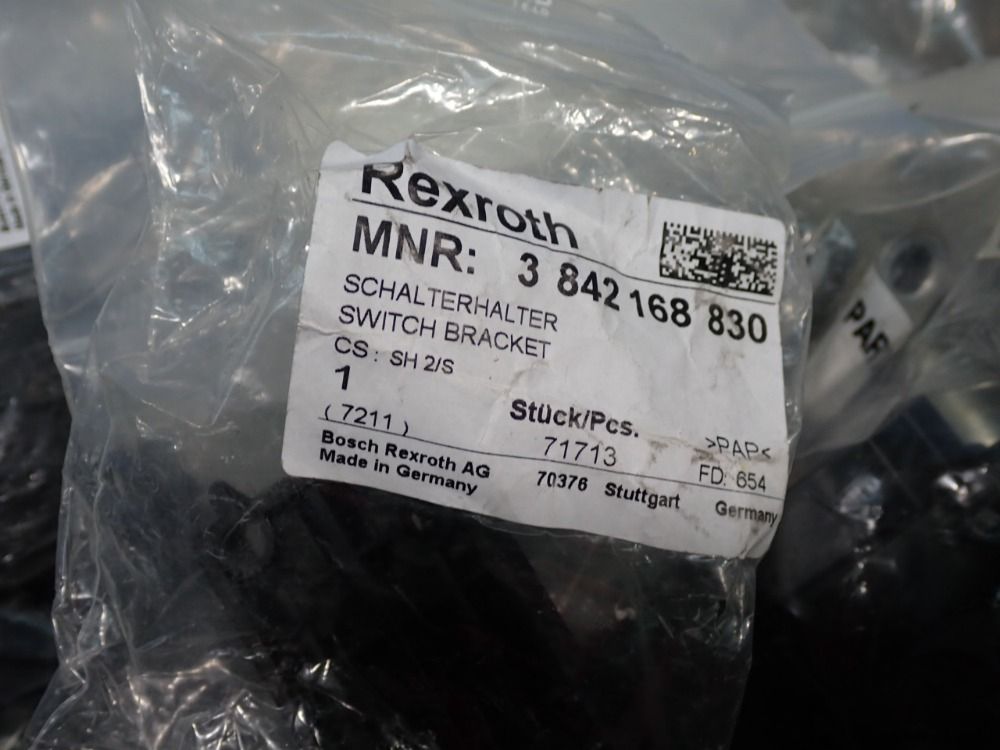 Rexroth
MNR: 3 842 168 830
SCHALTERHALTER
SWITCH BRACKET
CS: SH 2/S
1 Stück/Pcs.
(7211) 71713 >PAP<
FD: 654
Bosch Rexroth AG 70376 Stuttgart Germany
Made in Germany
PAR